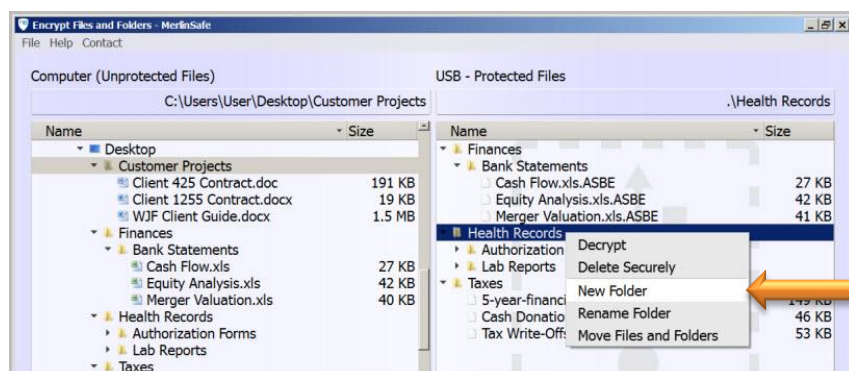 Encrypt Files and Folders - MerlinSafe
File Help Contact
Computer (Unprotected Files)
USB - Protected Files
C:\Users\User\Desktop\Customer Projects
.\Health Records
Name Size
Desktop
Customer Projects
Client 425 Contract.doc 191 KB
Client 1255 Contract.docx 19 KB
WJF Client Guide.docx 1.5 MB
Finances
Bank Statements
Cash Flow.xls 27 KB
Equity Analysis.xls 42 KB
Merger Valuation.xls 40 KB
Health Records
Authorization Forms
Lab Reports
Taxes
Name Size
Finances
Bank Statements
Cash Flow.xls.ASBE 27 KB
Equity Analysis.xls.ASBE 42 KB
Merger Valuation.xls.ASBE 41 KB
Health Records
Authorization
Lab Reports
Taxes
5-year-financi 149 KB
Cash Donatio 46 KB
Tax Write-Off 53 KB
Decrypt
Delete Securely
New Folder
Rename Folder
Move Files and Folders